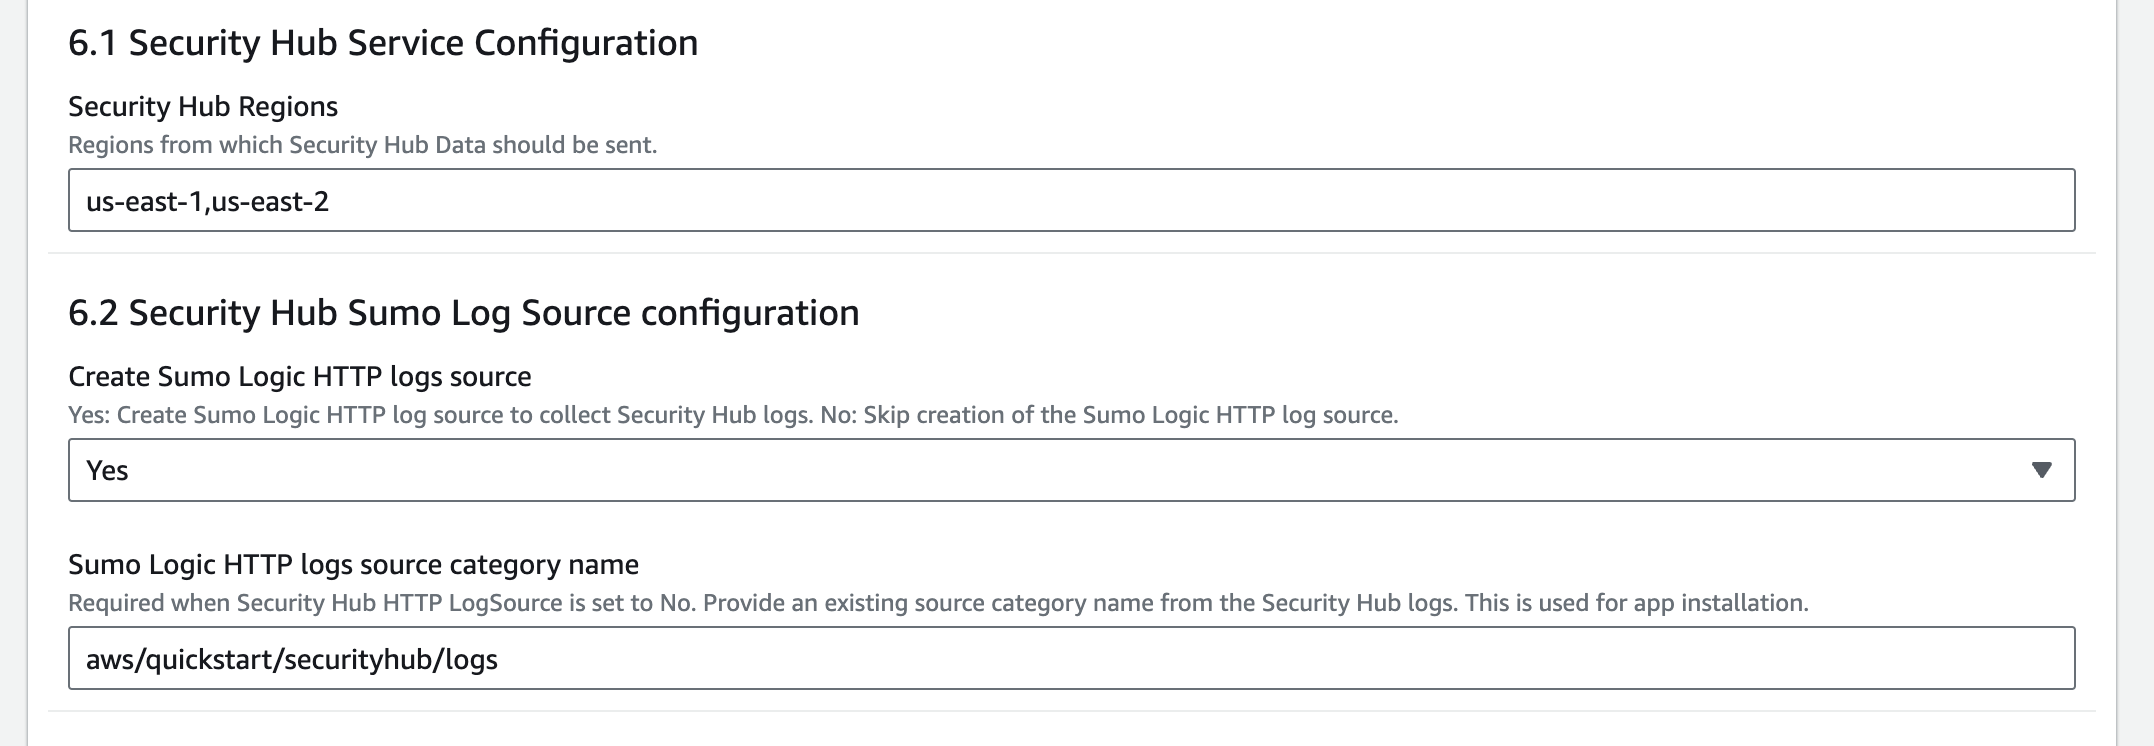 6.1 Security Hub Service Configuration
Security Hub Regions
Regions from which Security Hub Data should be sent.
us-east-1,us-east-2
6.2 Security Hub Sumo Log Source configuration
Create Sumo Logic HTTP logs source
Yes: Create Sumo Logic HTTP log source to collect Security Hub logs. No: Skip creation of the Sumo Logic HTTP log source.
Yes
Sumo Logic HTTP logs source category name
Required when Security Hub HTTP LogSource is set to No. Provide an existing source category name from the Security Hub logs. This is used for app installation.
aws/quickstart/securityhub/logs